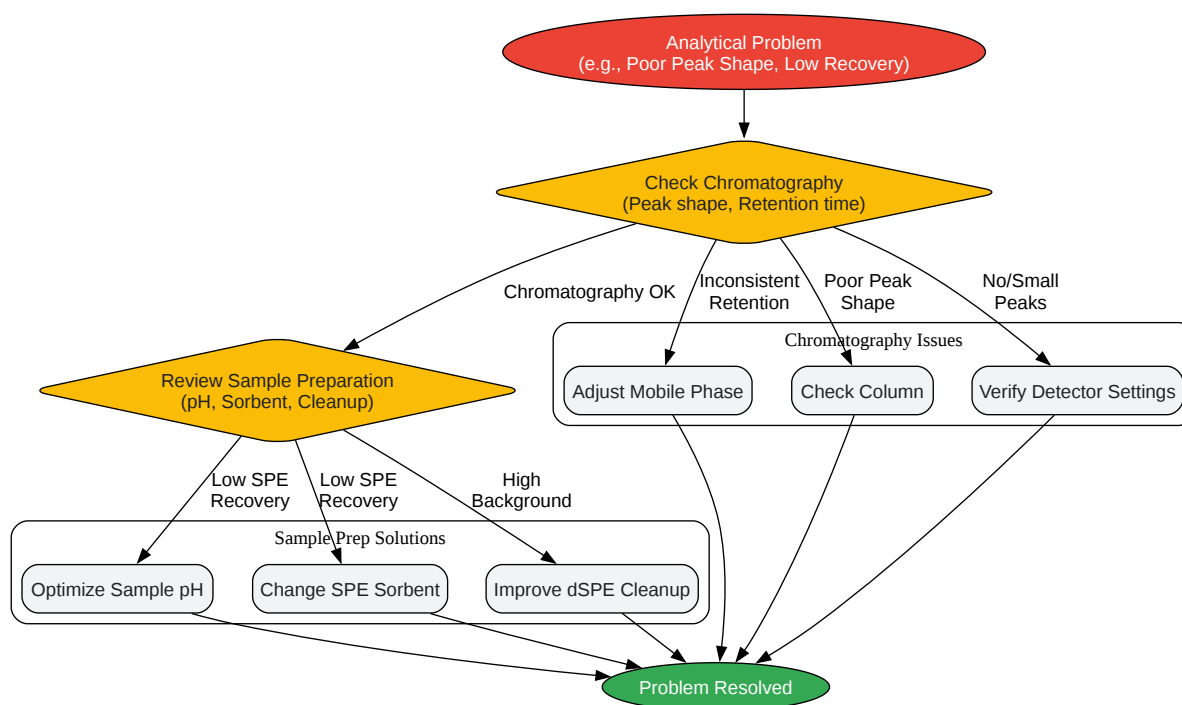 Analytical Problem
(e.g., Poor Peak Shape, Low Recovery)
Check Chromatography
(Peak shape, Retention time)
Chromatography OK
Inconsistent
Retention
Poor Peak
Shape
No/Small
Peaks
Chromatography Issues
Adjust Mobile Phase
Check Column
Verify Detector Settings
Review Sample Preparation
(pH, Sorbent, Cleanup)
Low SPE
Recovery
Low SPE
Recovery
High
Background
Sample Prep Solutions
Optimize Sample pH
Change SPE Sorbent
Improve dSPE Cleanup
Problem Resolved